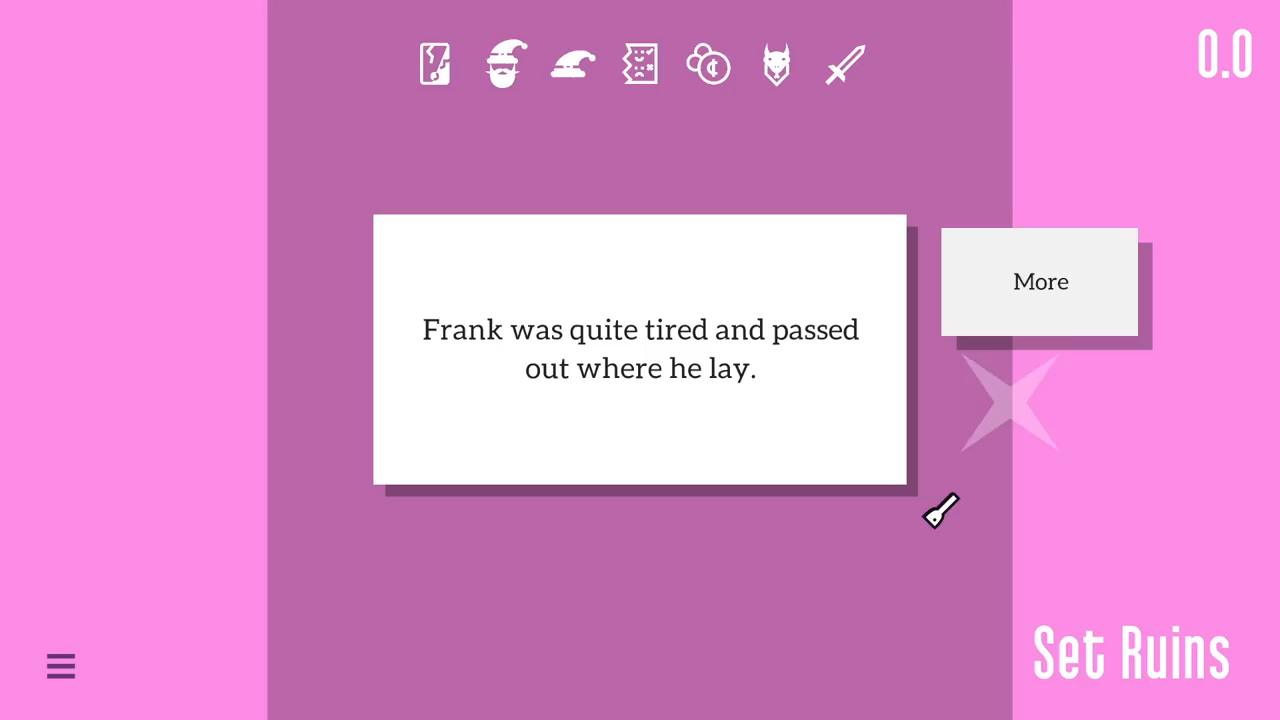 0.0
Frank was quite tired and passed
out where he lay.
More
Set Ruins